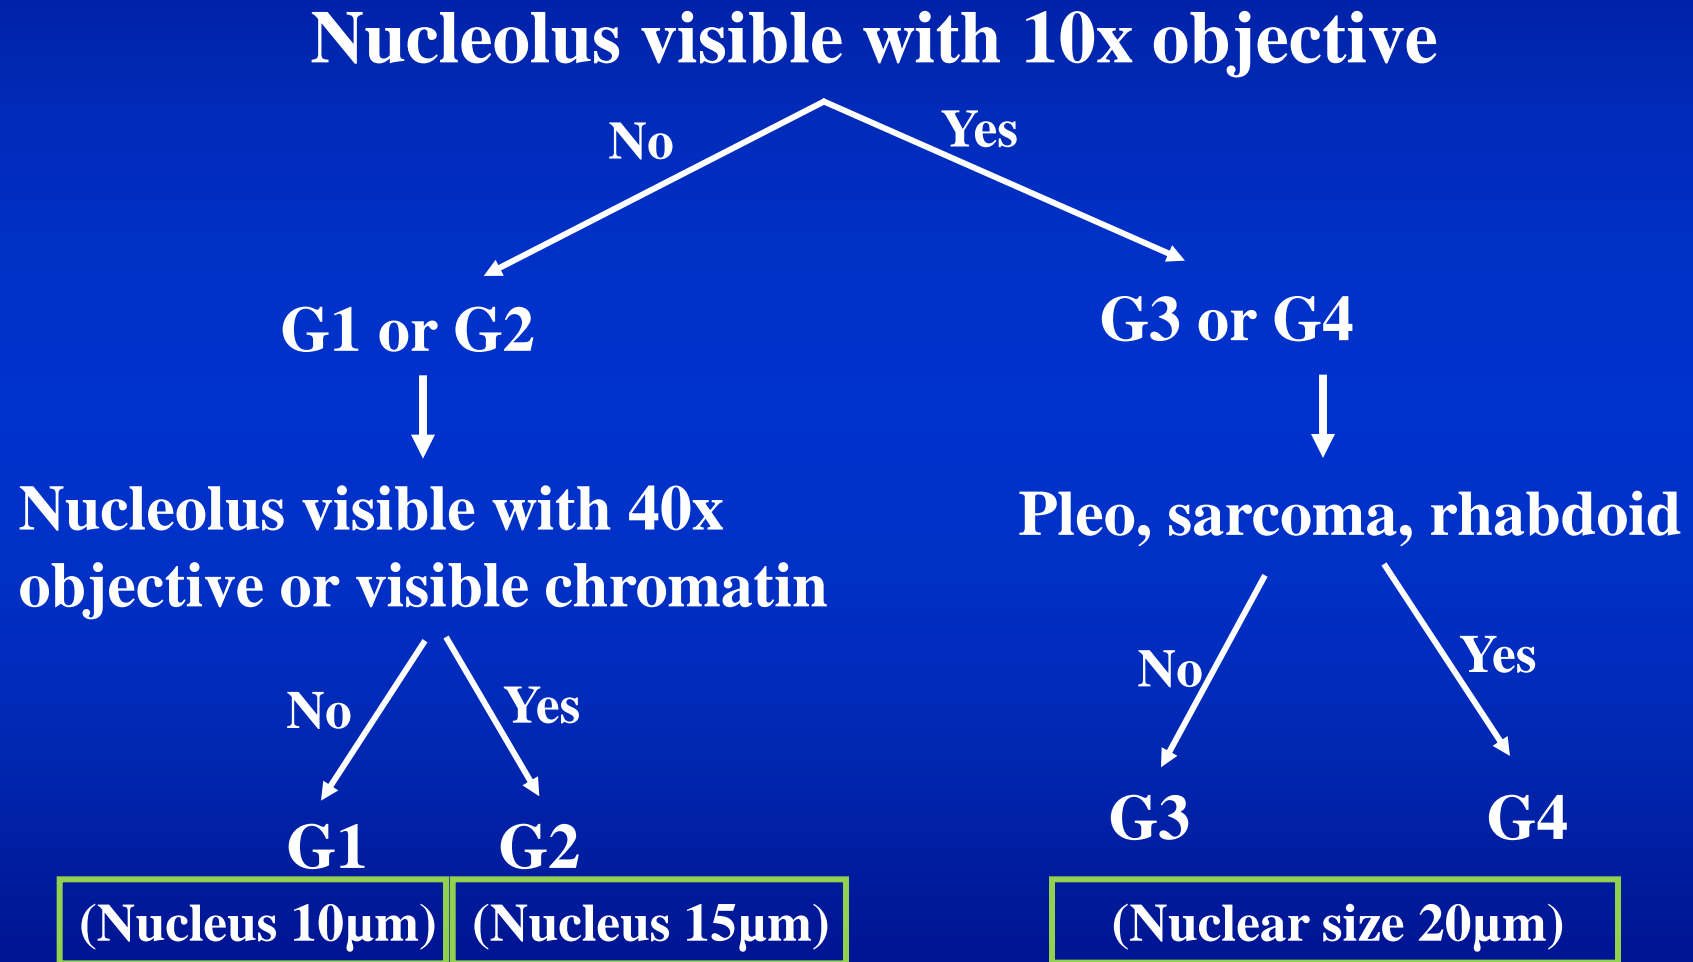 Nucleolus visible with 10x objective
No
Yes
G1 or G2
G3 or G4
Nucleolus visible with 40x
objective or visible chromatin
Pleo, sarcoma, rhabdoid
No
Yes
No
Yes
G1
G2
G3
G4
(Nucleus 10μm)
(Nucleus 15μm)
(Nuclear size 20μm)